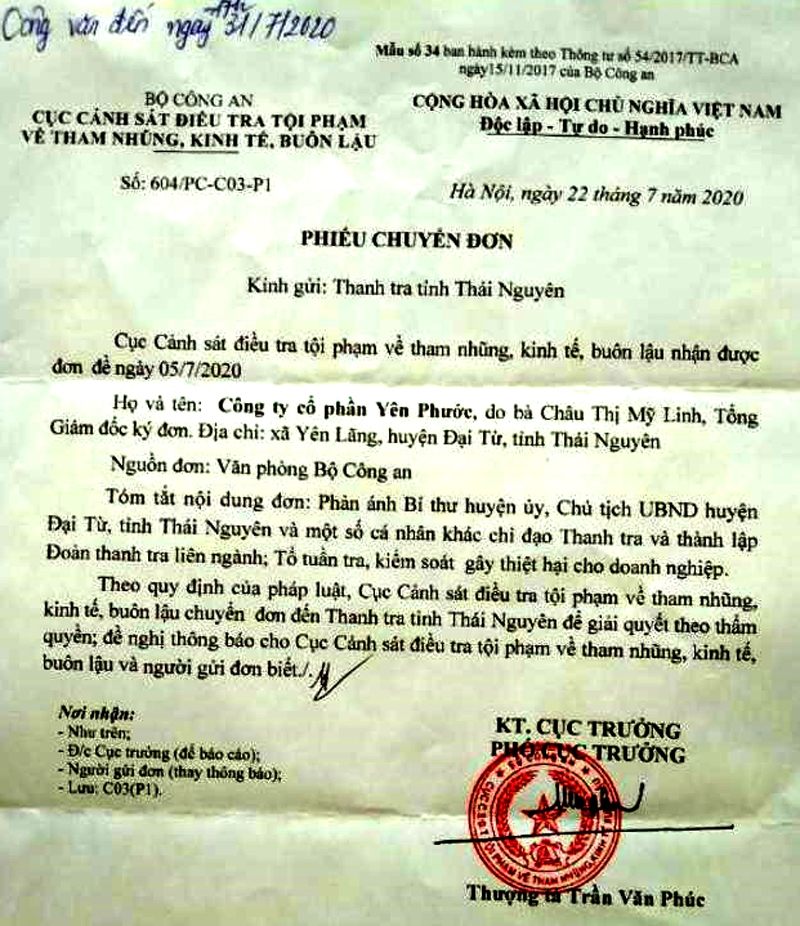 Công văn đến ngày 31/7/2020
Mẫu số 34 ban hành kèm theo Thông tư số 54/2017/TT-BCA
ngày15/11/2017 của Bộ Công an
BỘ CÔNG AN
CỤC CẢNH SÁT ĐIỀU TRA TỘI PHẠM
VỀ THAM NHŨNG, KINH TẾ, BUÔN LẬU
CỘNG HÒA XÃ HỘI CHỦ NGHĨA VIỆT NAM
Độc lập - Tự do - Hạnh phúc
Số: 604/PC-C03-P1
Hà Nội, ngày 22 tháng 7 năm 2020
PHIẾU CHUYỂN ĐƠN
Kính gửi: Thanh tra tỉnh Thái Nguyên
Cục Cảnh sát điều tra tội phạm về tham nhũng, kinh tế, buôn lậu nhận được
đơn đề ngày 05/7/2020
Họ và tên: Công ty cổ phần Yên Phước, do bà Châu Thị Mỹ Linh, Tổng
Giám đốc ký đơn. Địa chỉ: xã Yên Lãng, huyện Đại Từ, tỉnh Thái Nguyên
Nguồn đơn: Văn phòng Bộ Công an
Tóm tắt nội dung đơn: Phản ánh Bí thư huyện ủy, Chủ tịch UBND huyện
Đại Từ, tỉnh Thái Nguyên và một số cá nhân khác chỉ đạo Thanh tra và thành lập
Đoàn thanh tra liên ngành; Tổ tuần tra, kiểm soát gây thiệt hại cho doanh nghiệp.
Theo quy định của pháp luật, Cục Cảnh sát điều tra tội phạm về tham nhũng,
kinh tế, buôn lậu chuyển đơn đến Thanh tra tỉnh Thái Nguyên để giải quyết theo thẩm
quyền; đề nghị thông báo cho Cục Cảnh sát điều tra tội phạm về tham nhũng, kinh tế,
buôn lậu và người gửi đơn biết./.
Nơi nhận:
- Như trên;
- Đ/c Cục trưởng (để báo cáo);
- Người gửi đơn (thay thông báo);
- Lưu: C03(P1).
KT. CỤC TRƯỞNG
PHÓ CỤC TRƯỞNG
Thượng tá Trần Văn Phúc